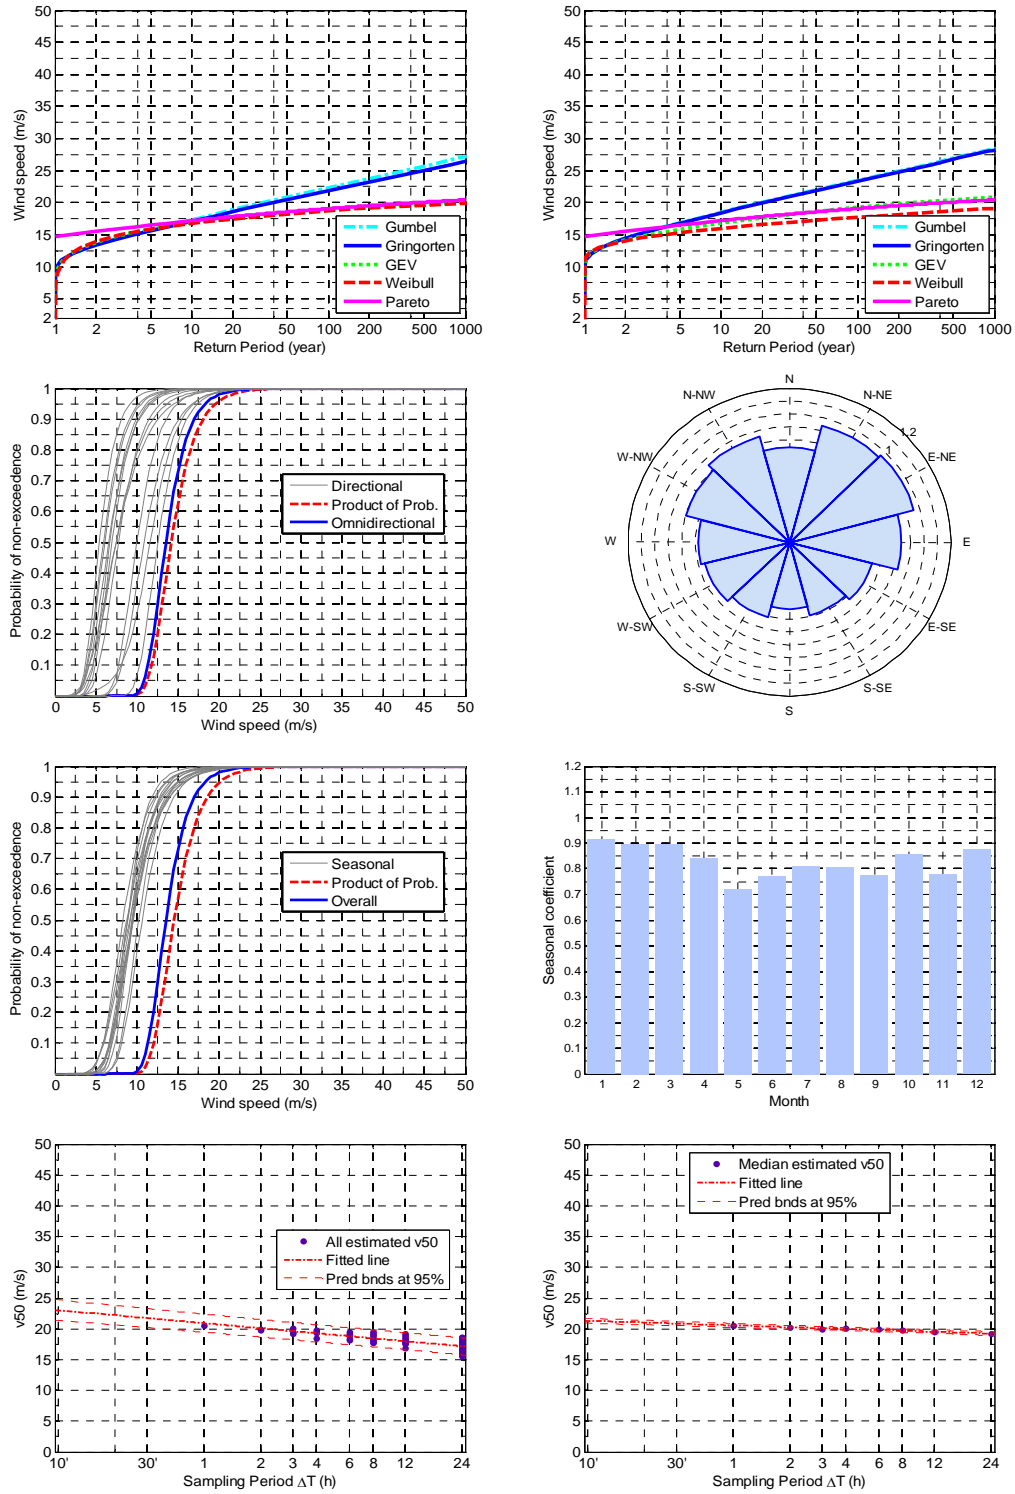 50
45
40
35
30
25
20
15
10
5
2
Wind speed (m/s)
Gumbel
Gringorten
GEV
Weibull
Pareto
1 2 5 10 20 50 100 200 500 1000
Return Period (year)
50
45
40
35
30
25
20
15
10
5
2
Wind speed (m/s)
Gumbel
Gringorten
GEV
Weibull
Pareto
1 2 5 10 20 50 100 200 500 1000
Return Period (year)
1
0.9
0.8
0.7
0.6
0.5
0.4
0.3
0.2
0.1
Probability of non-exceedence
Directional
Product of Prob.
Omnidirectional
0 5 10 15 20 25 30 35 40 45 50
Wind speed (m/s)
N
N-NW
N-NE
1.2
1
W-NW
E-NE
W
E
W-SW
E-SE
S-SW
S-SE
S
1
0.9
0.8
0.7
0.6
0.5
0.4
0.3
0.2
0.1
Probability of non-exceedence
Seasonal
Product of Prob.
Overall
0 5 10 15 20 25 30 35 40 45 50
Wind speed (m/s)
1.2
1.1
1
0.9
0.8
0.7
0.6
0.5
0.4
0.3
0.2
0.1
0
Seasonal coefficient
1 2 3 4 5 6 7 8 9 10 11 12
Month
50
45
40
35
30
25
20
15
10
5
0
v50 (m/s)
All estimated v50
Fitted line
Pred bnds at 95%
10' 30' 1 2 3 4 6 8 12 24
Sampling Period ΔT (h)
50
45
40
35
30
25
20
15
10
5
0
v50 (m/s)
Median estimated v50
Fitted line
Pred bnds at 95%
10' 30' 1 2 3 4 6 8 12 24
Sampling Period ΔT (h)